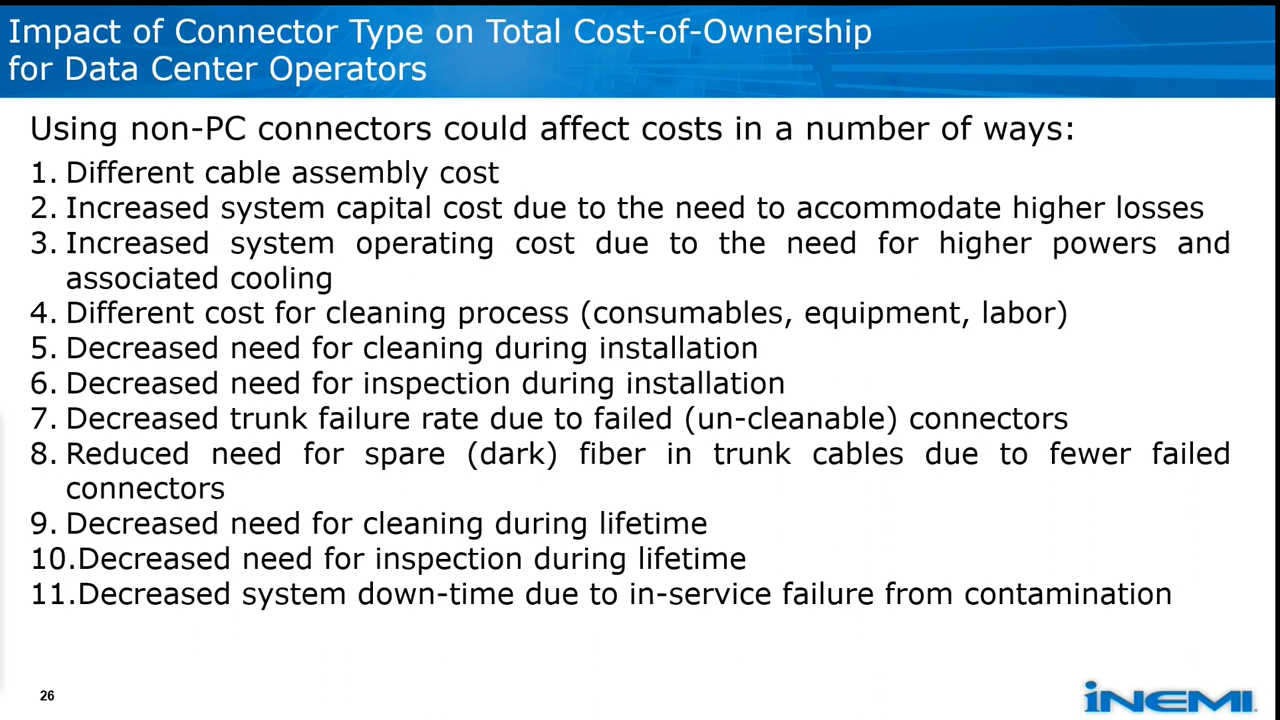 Impact of Connector Type on Total Cost-of-Ownership
for Data Center Operators
Using non-PC connectors could affect costs in a number of ways:
1. Different cable assembly cost
2. Increased system capital cost due to the need to accommodate higher losses
3. Increased system operating cost due to the need for higher powers and
associated cooling
4. Different cost for cleaning process (consumables, equipment, labor)
5. Decreased need for cleaning during installation
6. Decreased need for inspection during installation
7. Decreased trunk failure rate due to failed (un-cleanable) connectors
8. Reduced need for spare (dark) fiber in trunk cables due to fewer failed
connectors
9. Decreased need for cleaning during lifetime
10.Decreased need for inspection during lifetime
11.Decreased system down-time due to in-service failure from contamination
26
iNEMI